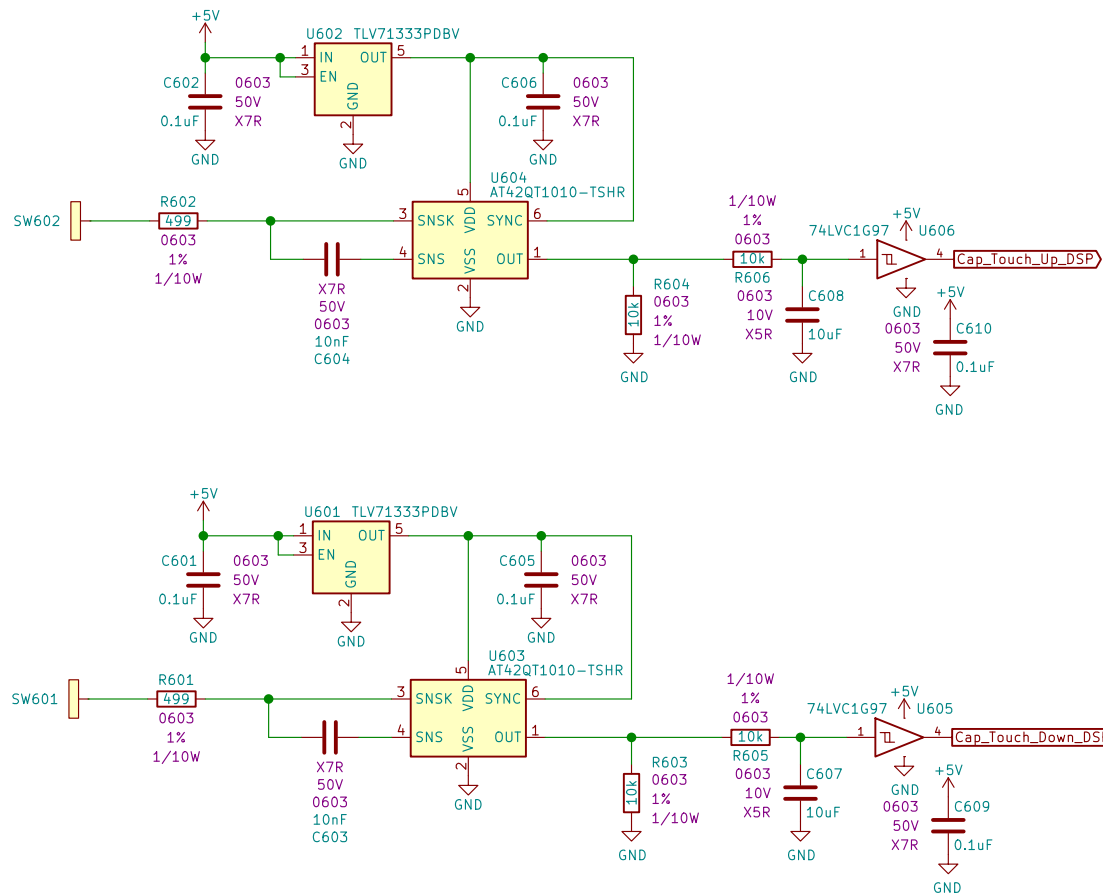 +5V
U602 TLV71333PDBV
1 IN OUT 5
3 EN
GND
2
GND
C602 0603
50V
0.1uF X7R
GND
C606 0603
50V
0.1uF X7R
GND
U604
AT42QT1010-TSHR
5
VDD
3 SNSK SYNC 6
4 SNS OUT 1
VSS
2
GND
SW602
R602
499
0603
1%
1/10W
X7R
50V
0603
10nF
C604
R604
10k
0603
1%
1/10W
GND
1/10W
1%
0603
10k
R606
0603
10V
X5R
C608
10uF
GND
+5V
74LVC1G97 U606
1 4
GND
Cap_Touch_Up_DSP
+5V
0603
50V
X7R
C610
0.1uF
GND
+5V
U601 TLV71333PDBV
1 IN OUT 5
3 EN
GND
2
GND
C601 0603
50V
0.1uF X7R
GND
C605 0603
50V
0.1uF X7R
GND
U603
AT42QT1010-TSHR
5
VDD
3 SNSK SYNC 6
4 SNS OUT 1
VSS
2
GND
SW601
R601
499
0603
1%
1/10W
X7R
50V
0603
10nF
C603
R603
10k
0603
1%
1/10W
GND
1/10W
1%
0603
10k
R605
0603
10V
X5R
C607
10uF
GND
+5V
74LVC1G97 U605
1 4
GND
Cap_Touch_Down_DS
+5V
0603
50V
X7R
C609
0.1uF
GND